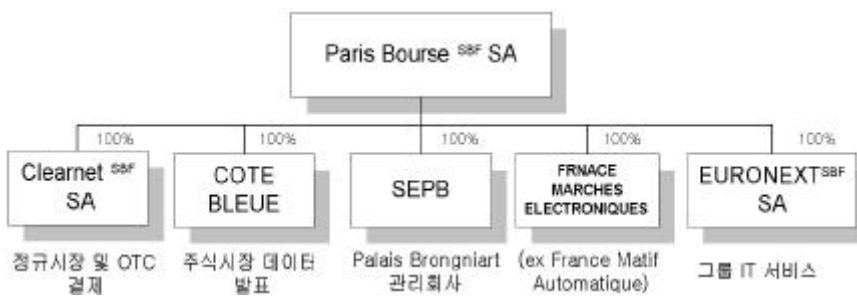 Paris Bourse SBF SA
100% 100% 100% 100% 100%
Clearnet SBF
SA
COTE
BLEUE
SEPB
FRNACE
MARCHES
ELECTRONIQUES
EURONEXT SBF
SA
정규시장 및 OTC
결제
주식시장 데이터
발표
Palais Brongniart
관리회사
(ex France Matif
Automatique)
그룹 IT 서비스